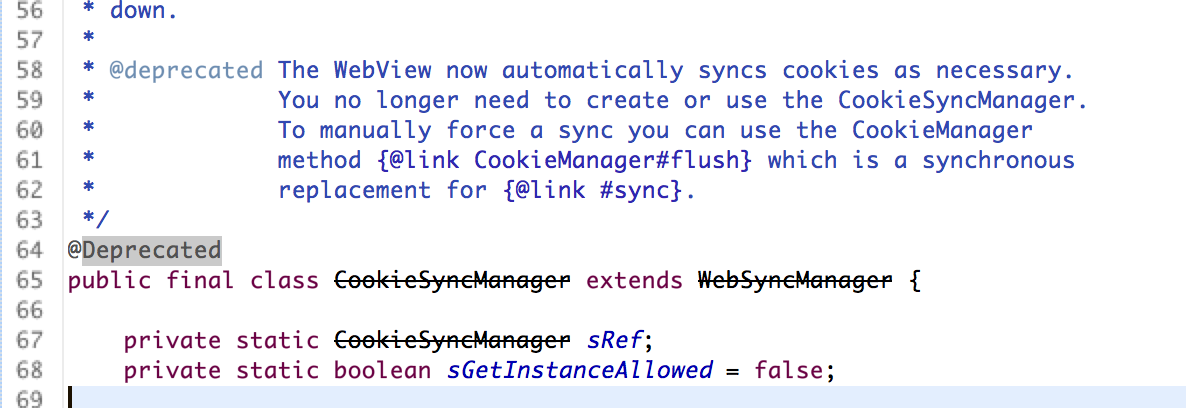 56 * down.
57 *
58 * @deprecated The WebView now automatically syncs cookies as necessary.
59 * You no longer need to create or use the CookieSyncManager.
60 * To manually force a sync you can use the CookieManager
61 * method {@link CookieManager#flush} which is a synchronous
62 * replacement for {@link #sync}.
63 */
64 @Deprecated
65 public final class CookieSyncManager extends WebSyncManager {
66
67 private static CookieSyncManager sRef;
68 private static boolean sGetInstanceAllowed = false;
69